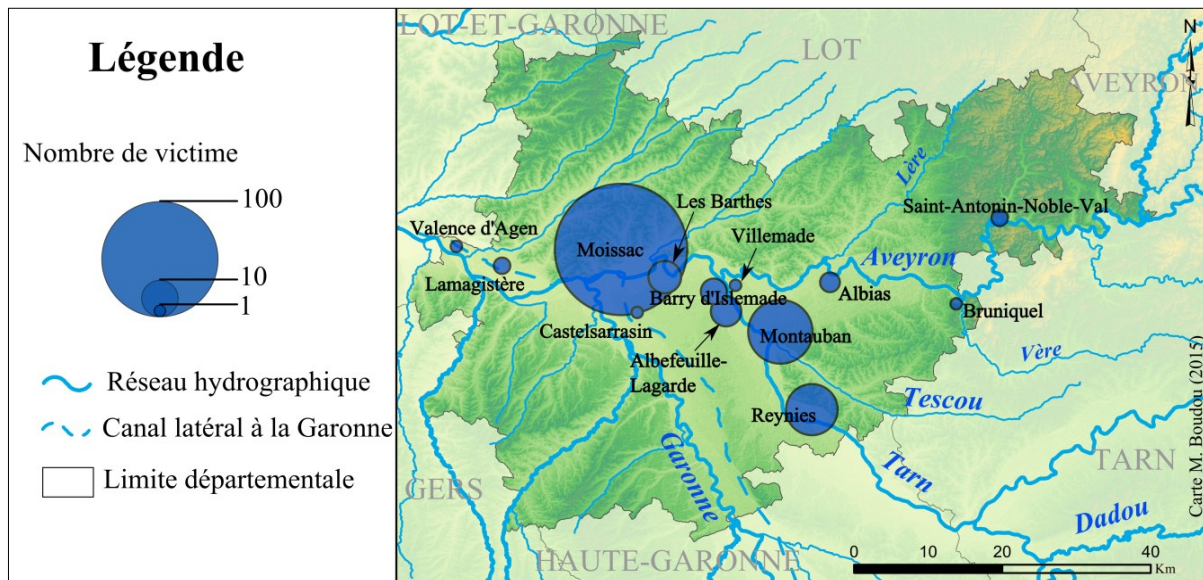 Légende
Nombre de victime
100
10
1
Réseau hydrographique
Canal latéral à la Garonne
Limite départementale
LOT-ET-GARONNE
LOT
AVEYRON
N
Lère
Les Barthes
Saint-Antonin-Noble-Val
Valence d'Agen
Villemade
Moissac
Aveyron
Lamagistère
Barry d'Islemade
Albias
Bruniquel
Castelsarrasin
Montauban
Albefeuille-
Lagarde
Vère
Tescou
Reynies
Garonne
Tarn
TARN
GERS
Dadou
HAUTE-GARONNE
0
10
20
40
Km
Carte M. Boudou (2015)